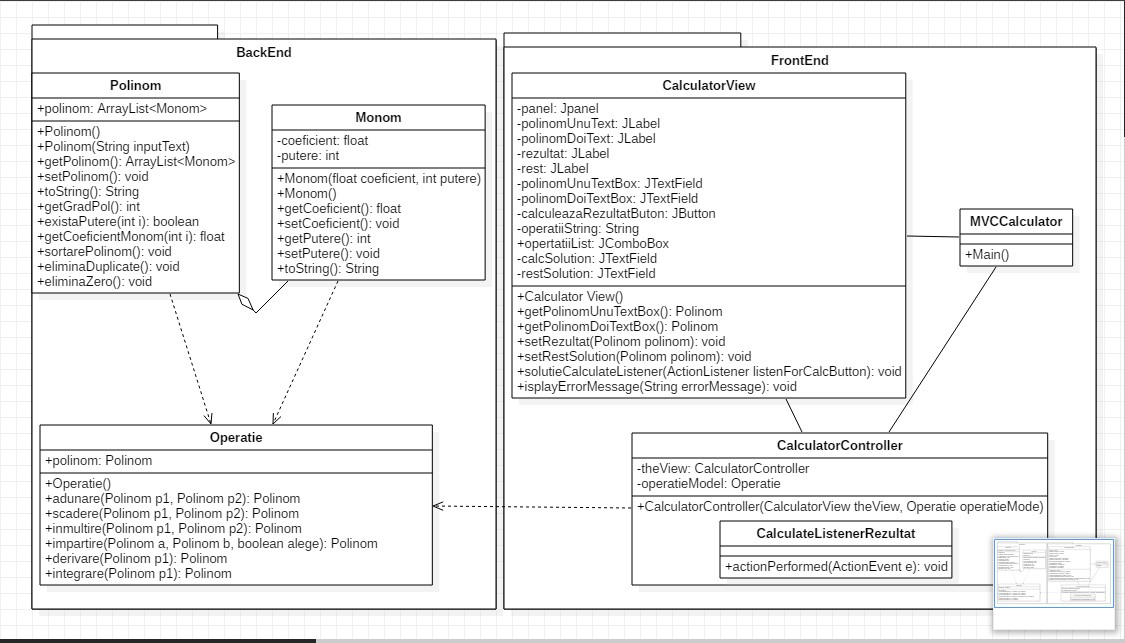 BackEnd
Polinom
+polinom: ArrayList<Monom>
+Polinom()
+Polinom(String inputText)
+getPolinom(): ArrayList<Monom>
+setPolinom(): void
+toString(): String
+getGradPol(): int
+existaPutere(int i): boolean
+getCoeficientMonom(int i): float
+sortarePolinom(): void
+eliminaDuplicate(): void
+eliminaZero(): void
Monom
-coeficient: float
-putere: int
+Monom(float coeficient, int putere)
+Monom()
+getCoeficient(): float
+setCoeficient(): void
+getPutere(): int
+setPutere(): void
+toString(): String
Operatie
+polinom: Polinom
+Operatie()
+adunare(Polinom p1, Polinom p2): Polinom
+scadere(Polinom p1, Polinom p2): Polinom
+inmultire(Polinom p1, Polinom p2): Polinom
+impartire(Polinom a, Polinom b, boolean alege): Polinom
+derivare(Polinom p1): Polinom
+integrare(Polinom p1): Polinom
FrontEnd
CalculatorView
-panel: Jpanel
-polinomUnuText: JLabel
-polinomDoiText: JLabel
-rezultat: JLabel
-rest: JLabel
-polinomUnuTextBox: JTextField
-polinomDoiTextBox: JTextField
-calculeazaRezultatButon: JButton
-operatiiString: String
+opertatiiList: JComboBox
-calcSolution: JTextField
-restSolution: JTextField
+Calculator View()
+getPolinomUnuTextBox(): Polinom
+getPolinomDoiTextBox(): Polinom
+setRezultat(Polinom polinom): void
+setRestSolution(Polinom polinom): void
+solutieCalculateListener(ActionListener listenForCalcButton): void
+isplayErrorMessage(String errorMessage): void
MVCCalculator
+Main()
CalculatorController
-theView: CalculatorController
-operatieModel: Operatie
+CalculatorController(CalculatorView theView, Operatie operatieMode)
CalculateListenerRezultat
+actionPerformed(ActionEvent e): void